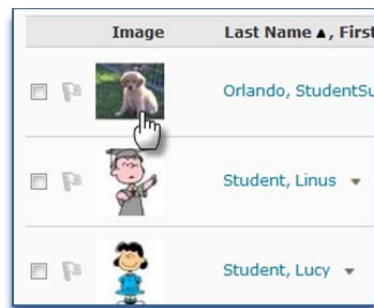 Image Last Name ▲, First
Orlando, StudentSu
Student, Linus
Student, Lucy